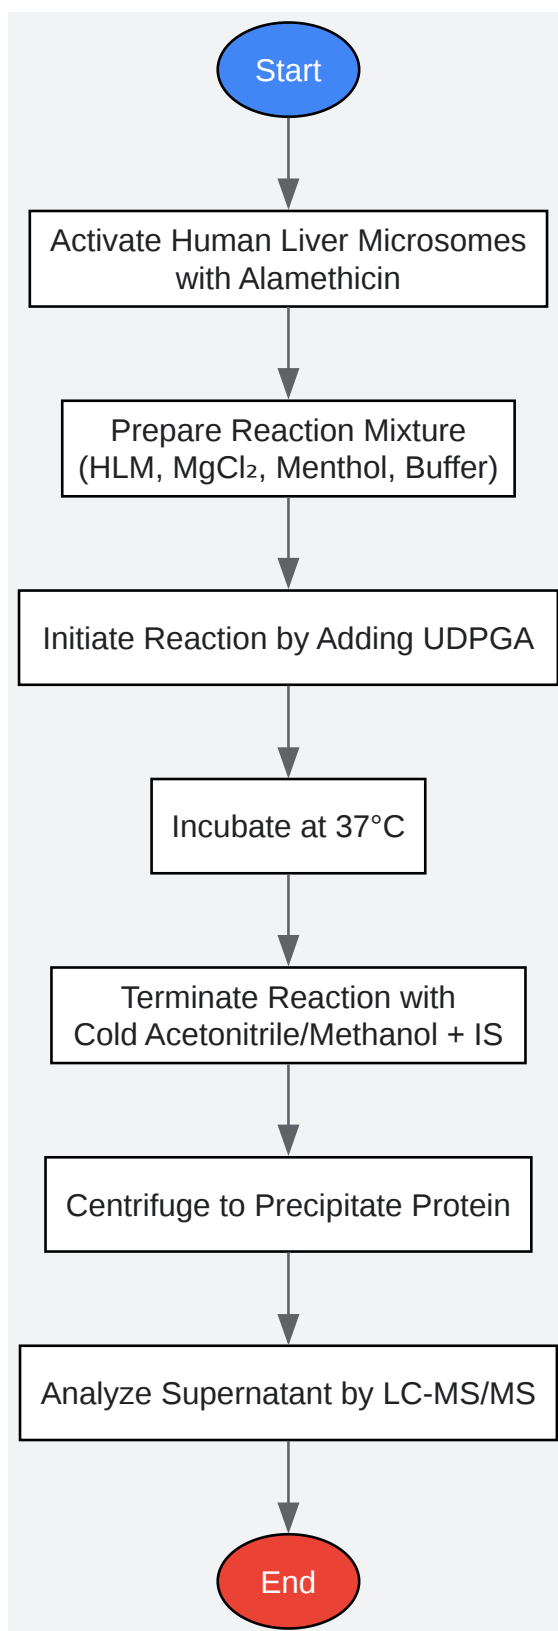 Start
Activate Human Liver Microsomes
with Alamethicin
Prepare Reaction Mixture
(HLM, MgCl₂, Menthol, Buffer)
Initiate Reaction by Adding UDPGA
Incubate at 37°C
Terminate Reaction with
Cold Acetonitrile/Methanol + IS
Centrifuge to Precipitate Protein
Analyze Supernatant by LC-MS/MS
End